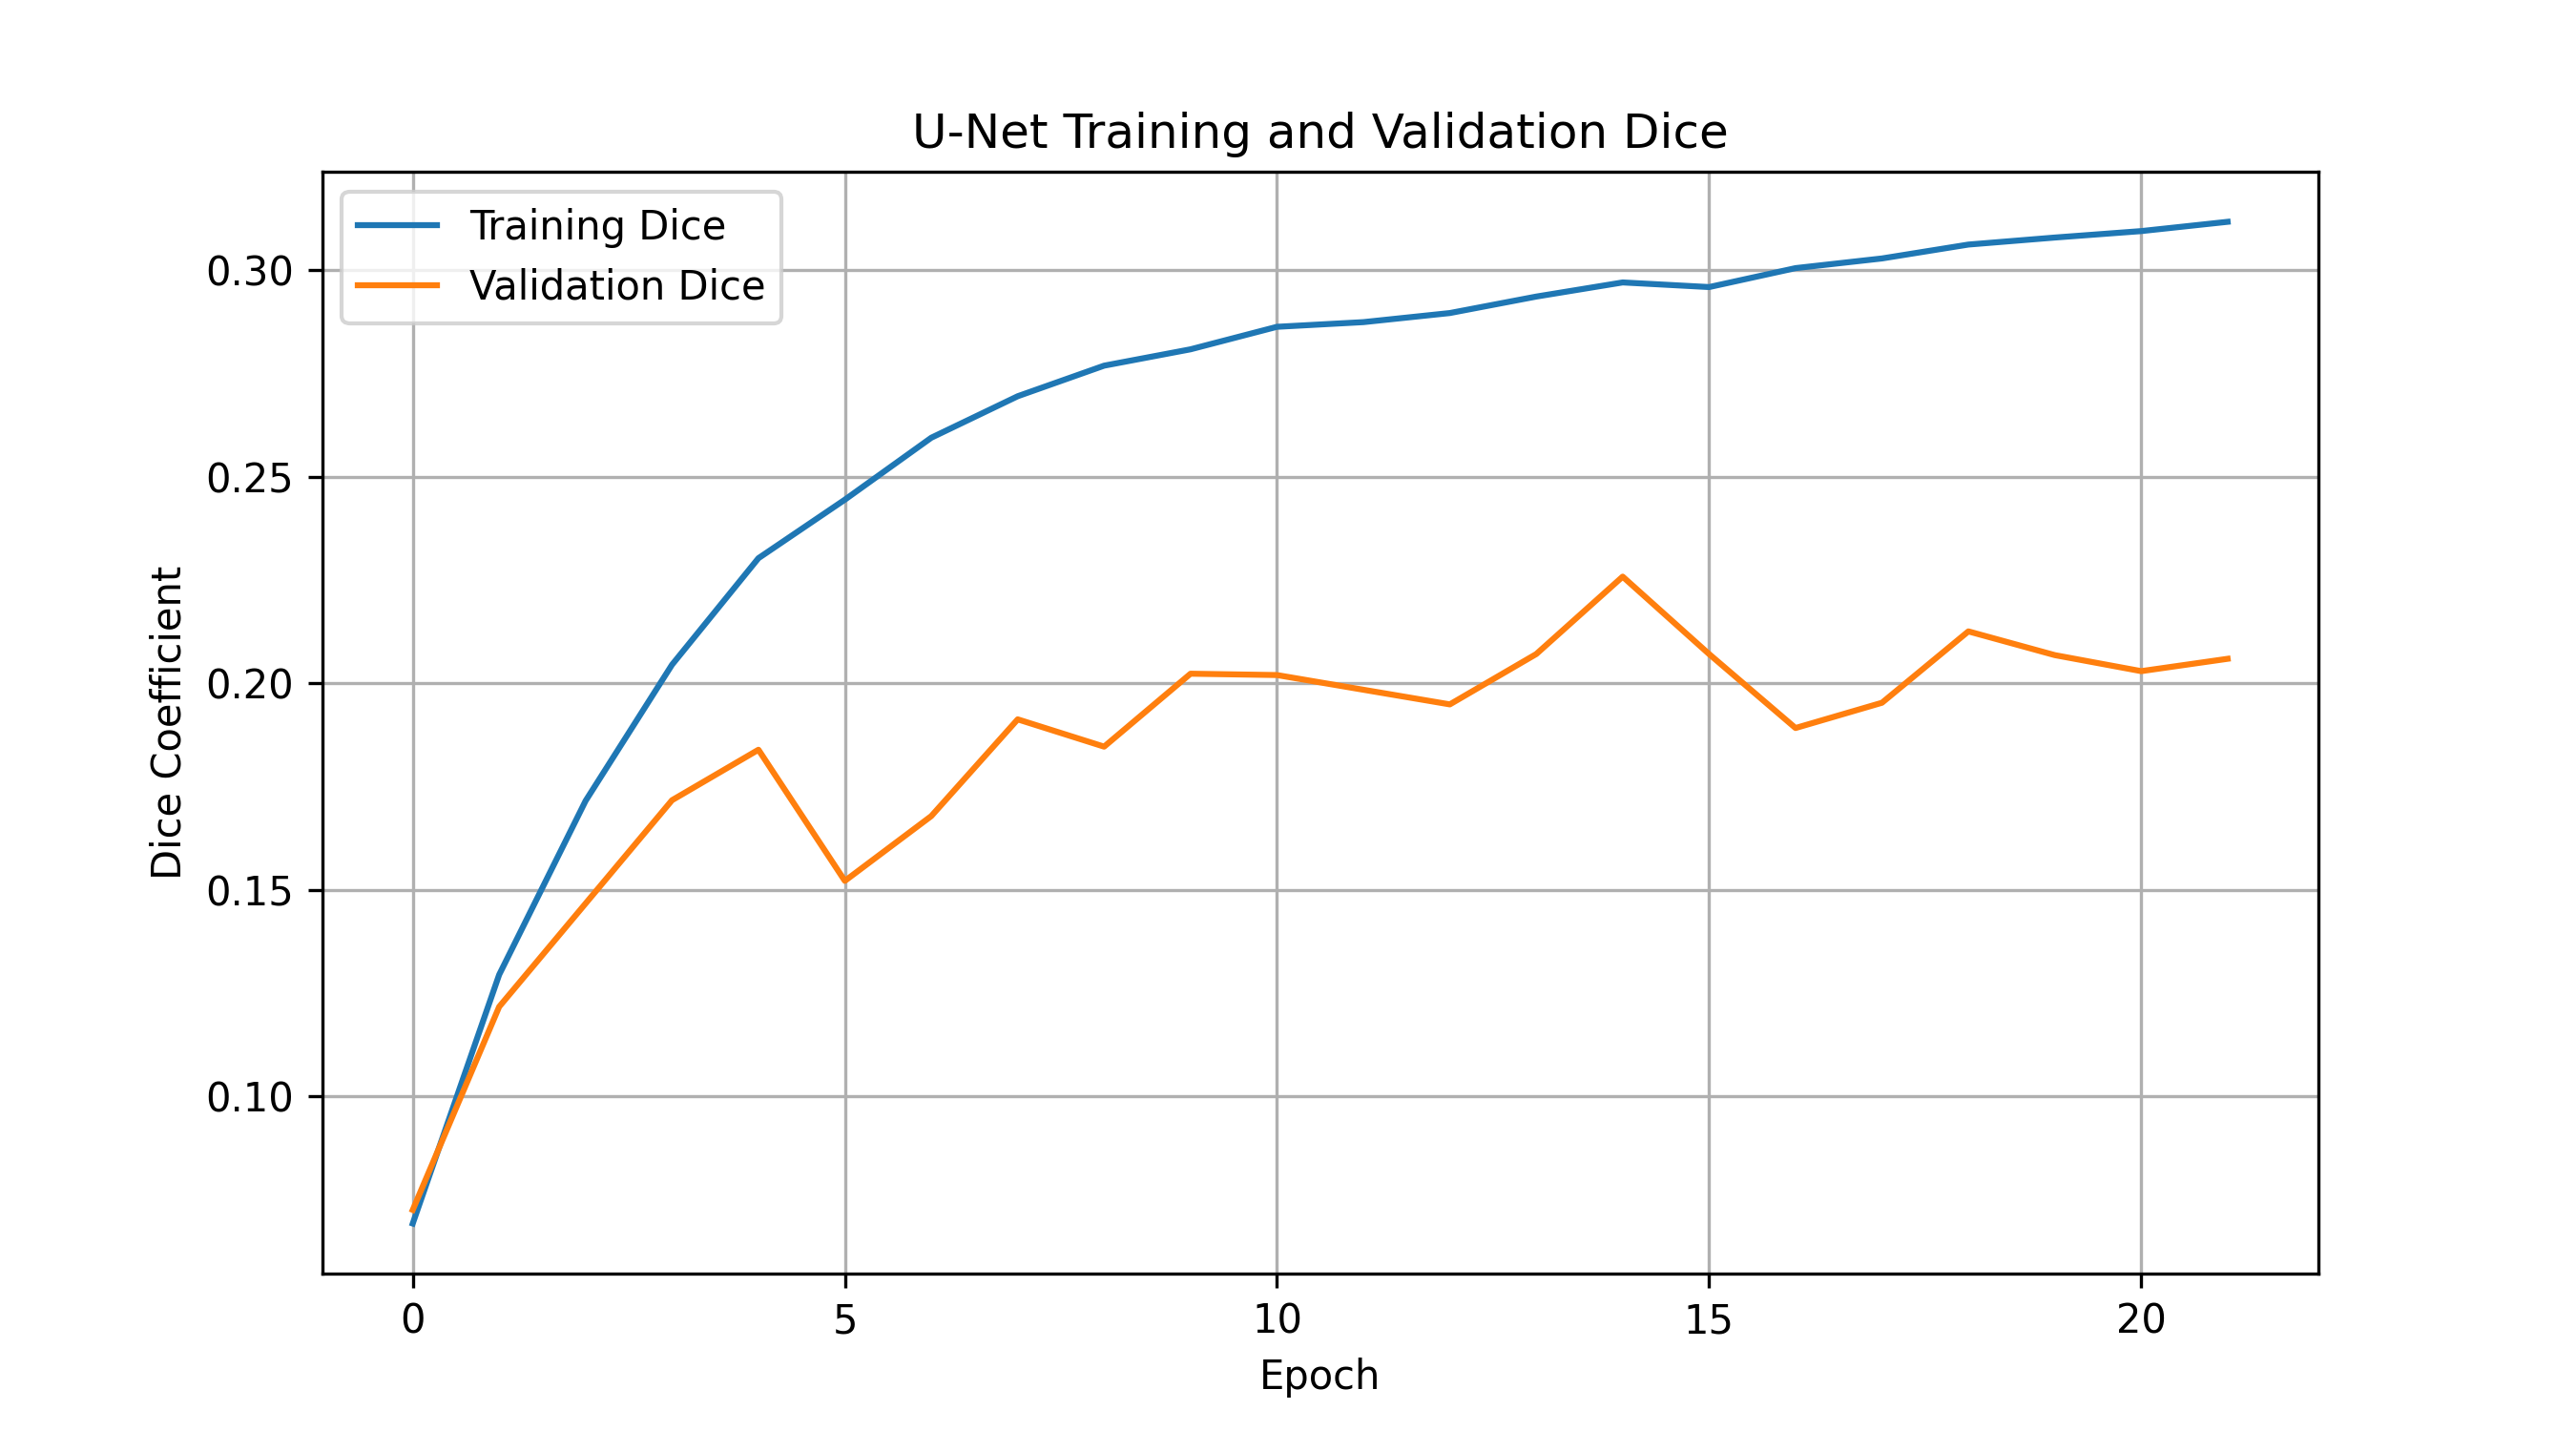 U-Net Training and Validation Dice
Training Dice
Validation Dice
0.30
0.25
0.20
0.15
0.10
Dice Coefficient
0 5 10 15 20
Epoch